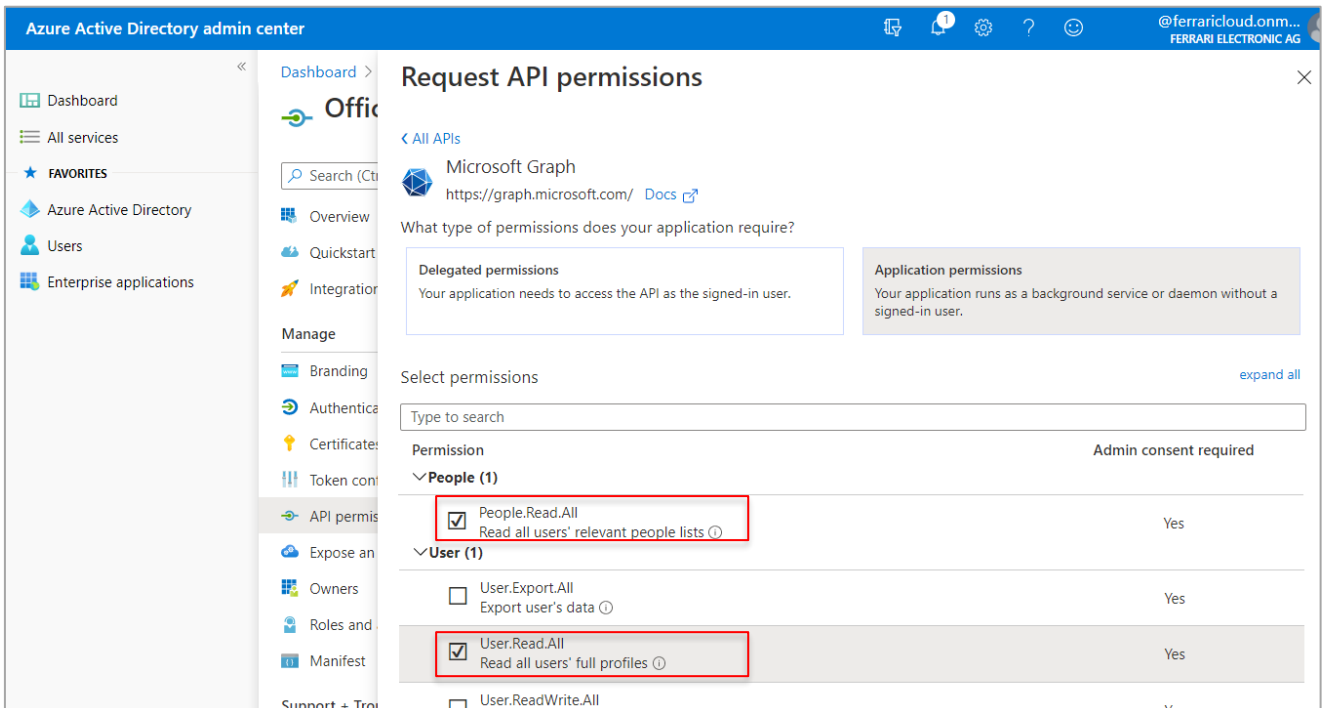 Azure Active Directory admin center
1
@ferraricloud.onm...
FERRARI ELECTRONIC AG
«
Dashboard
All services
FAVORITES
Azure Active Directory
Users
Enterprise applications
Dashboard >
Offic
Search (Ctr
Overview
Quickstart
Integration
Manage
Branding
Authentica
Certificates
Token conf
API permis
Expose an
Owners
Roles and
Manifest
Support + Trou
Request API permissions
All APIs
Microsoft Graph
https://graph.microsoft.com/ Docs
What type of permissions does your application require?
Delegated permissions
Your application needs to access the API as the signed-in user.
Application permissions
Your application runs as a background service or daemon without a
signed-in user.
Select permissions
expand all
Type to search
Permission
Admin consent required
People (1)
People.Read.All
Read all users' relevant people lists
Yes
User (1)
User.Export.All
Export user's data
Yes
User.Read.All
Read all users' full profiles
Yes
User.ReadWrite.All